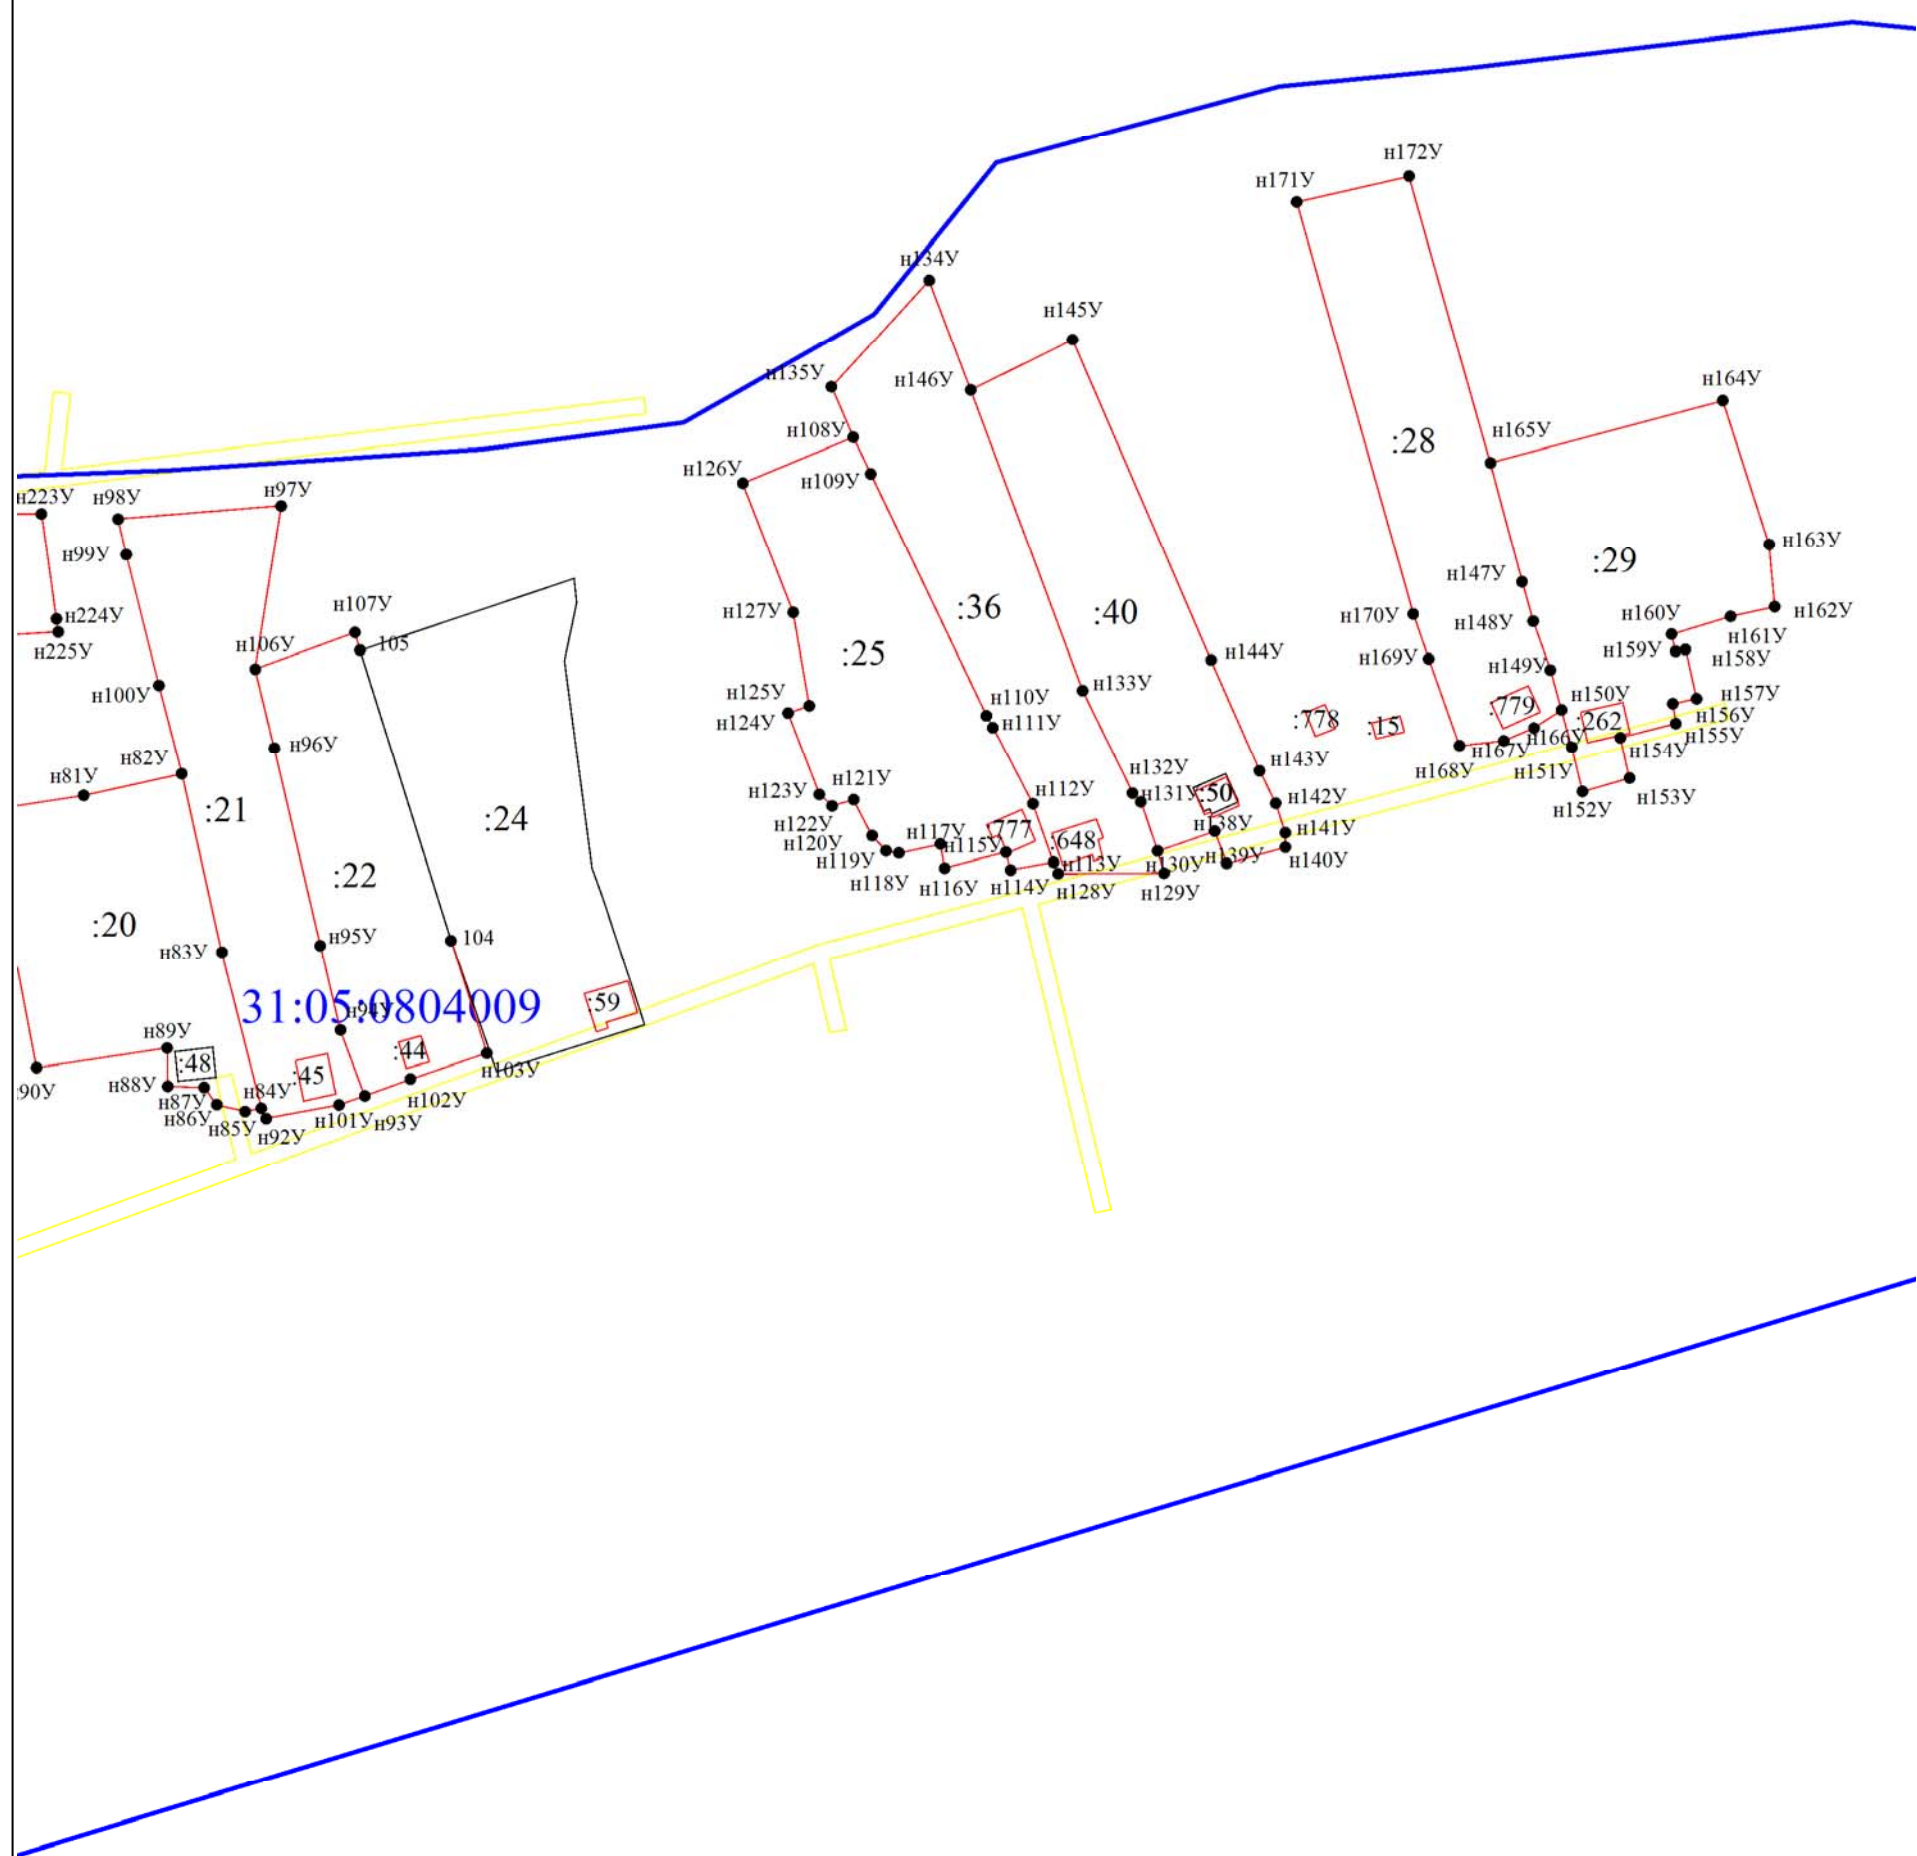 н172У
н171У
н134У
н145У
н135У
н146У
н164У
н108У
н165У
:28
н126У
н109У
н223У
н98У
н97У
н99У
н163У
н147У
:29
н107У
н127У
:36
:40
н170У
н148У
н160У
н162У
н224У
н161У
н225У
н106У
105
:25
н144У
н169У
н149У
н159У
н158У
н100У
н125У
н133У
н124У
н110У
н111У
:778
:15
:779
н150У
:262
н157У
н156У
н155У
н96У
н82У
н81У
н167У
н166У
н154У
н168У
н151У
н143У
н132У
н131У
:50
н123У
н121У
н112У
н142У
н152У
н153У
:21
:24
н122У
н120У
н117У
:777
:648
н138У
н141У
н119У
н115У
н113У
н130У
н139У
н140У
н118У
н116У
н114У
н128У
н129У
:22
:20
н95У
104
н83У
31:05:0804009
н94У
:59
н89У
:48
:44
:45
н103У
90У
н88У
н87У
н84У
н86У
н85У
н92У
н101У
н93У
н102У